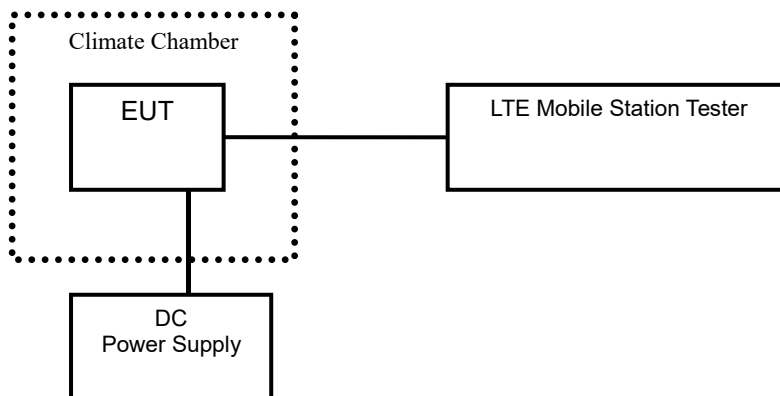 Climate Chamber
EUT
LTE Mobile Station Tester
DC
Power Supply